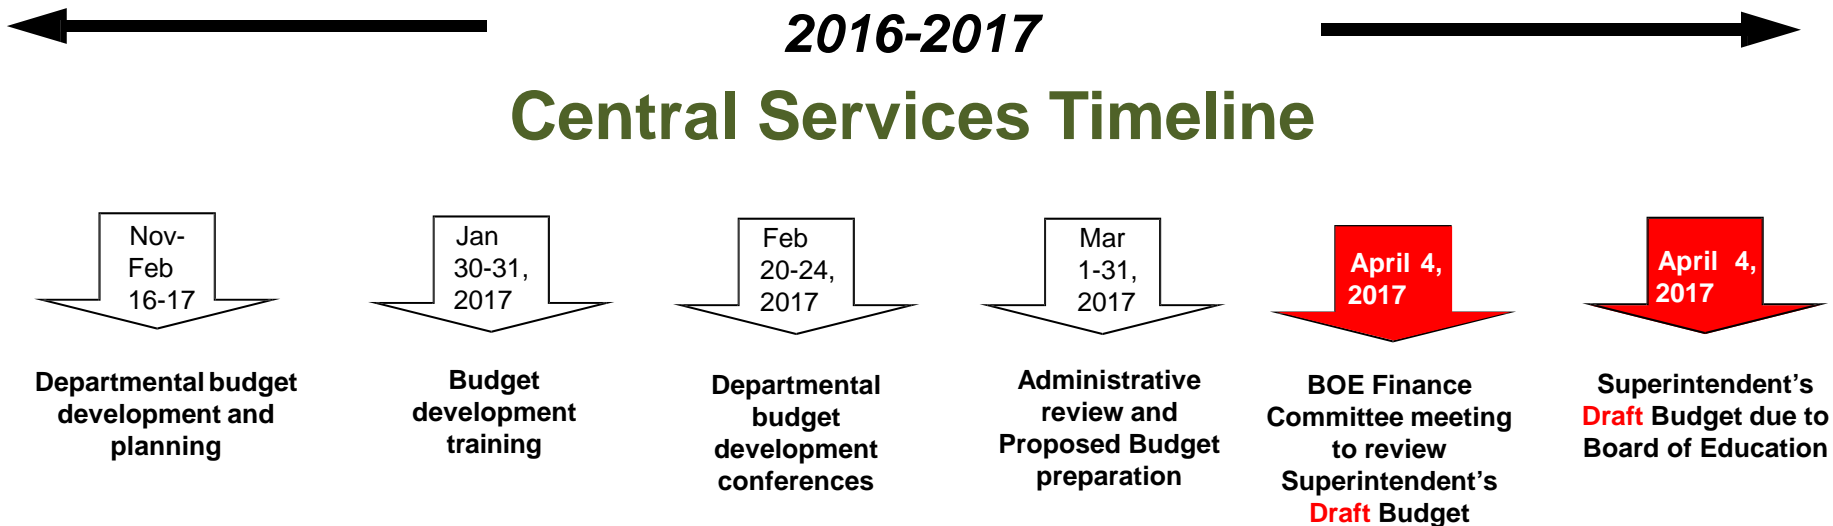 2016-2017
Central Services Timeline
Nov-
Feb
16-17
Jan
30-31,
2017
Feb
20-24,
2017
Mar
1-31,
2017
April 4,
2017
April 4,
2017
Departmental budget
development and
planning
Budget
development
training
Departmental
budget
development
conferences
Administrative
review and
Proposed Budget
preparation
BOE Finance
Committee meeting
to review
Superintendent’s
Draft Budget
Superintendent’s
Draft Budget due to
Board of Education